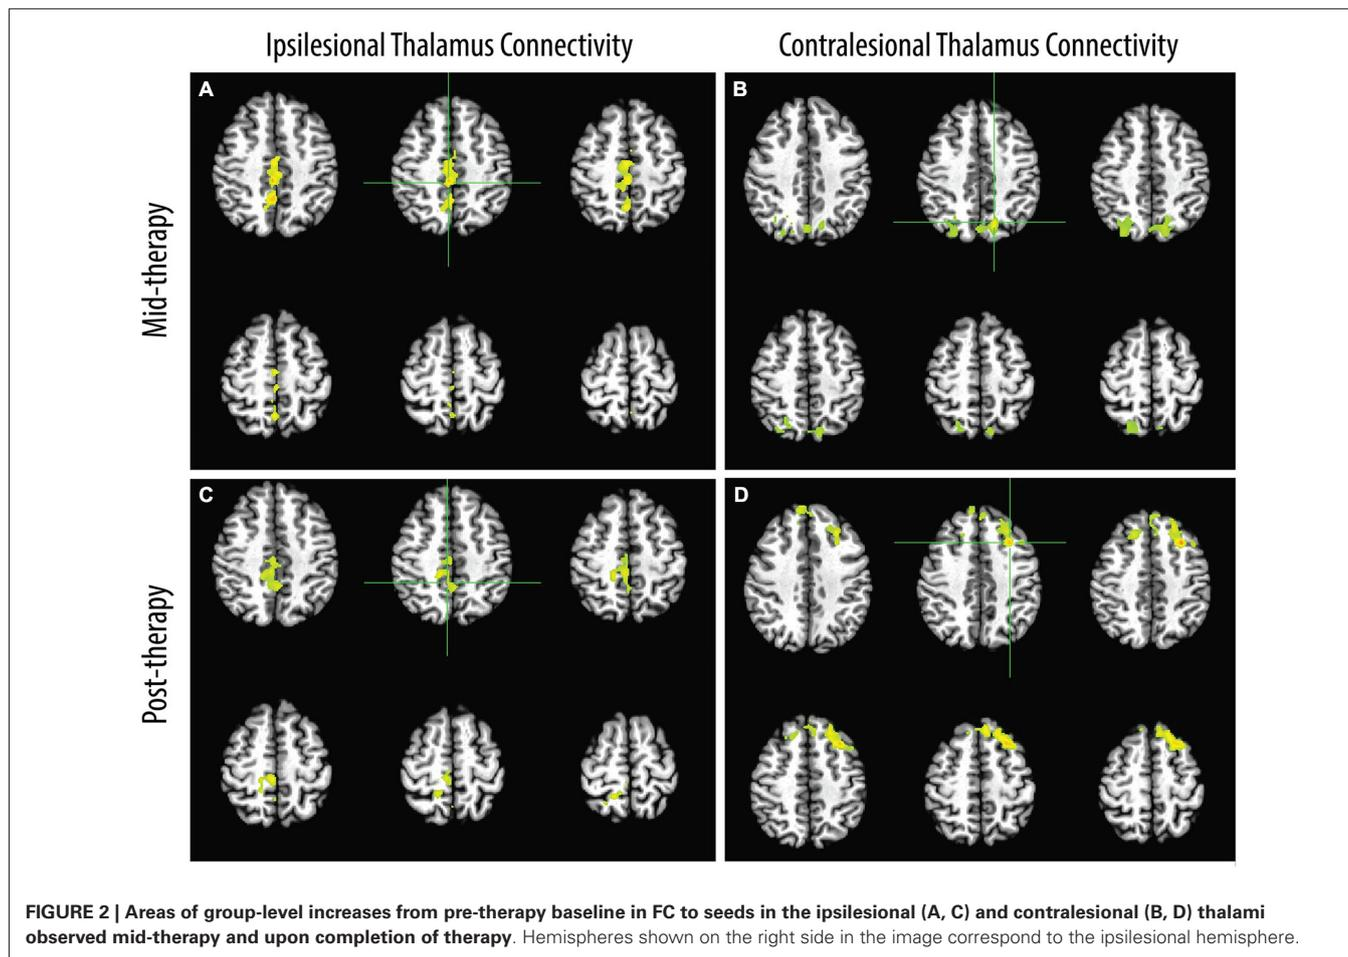 Ipsilesional Thalamus Connectivity
Contralesional Thalamus Connectivity
Mid-therapy
A
B
Post-therapy
C
D
FIGURE 2 | Areas of group-level increases from pre-therapy baseline in FC to seeds in the ipsilesional (A, C) and contralesional (B, D) thalami
observed mid-therapy and upon completion of therapy. Hemispheres shown on the right side in the image correspond to the ipsilesional hemisphere.